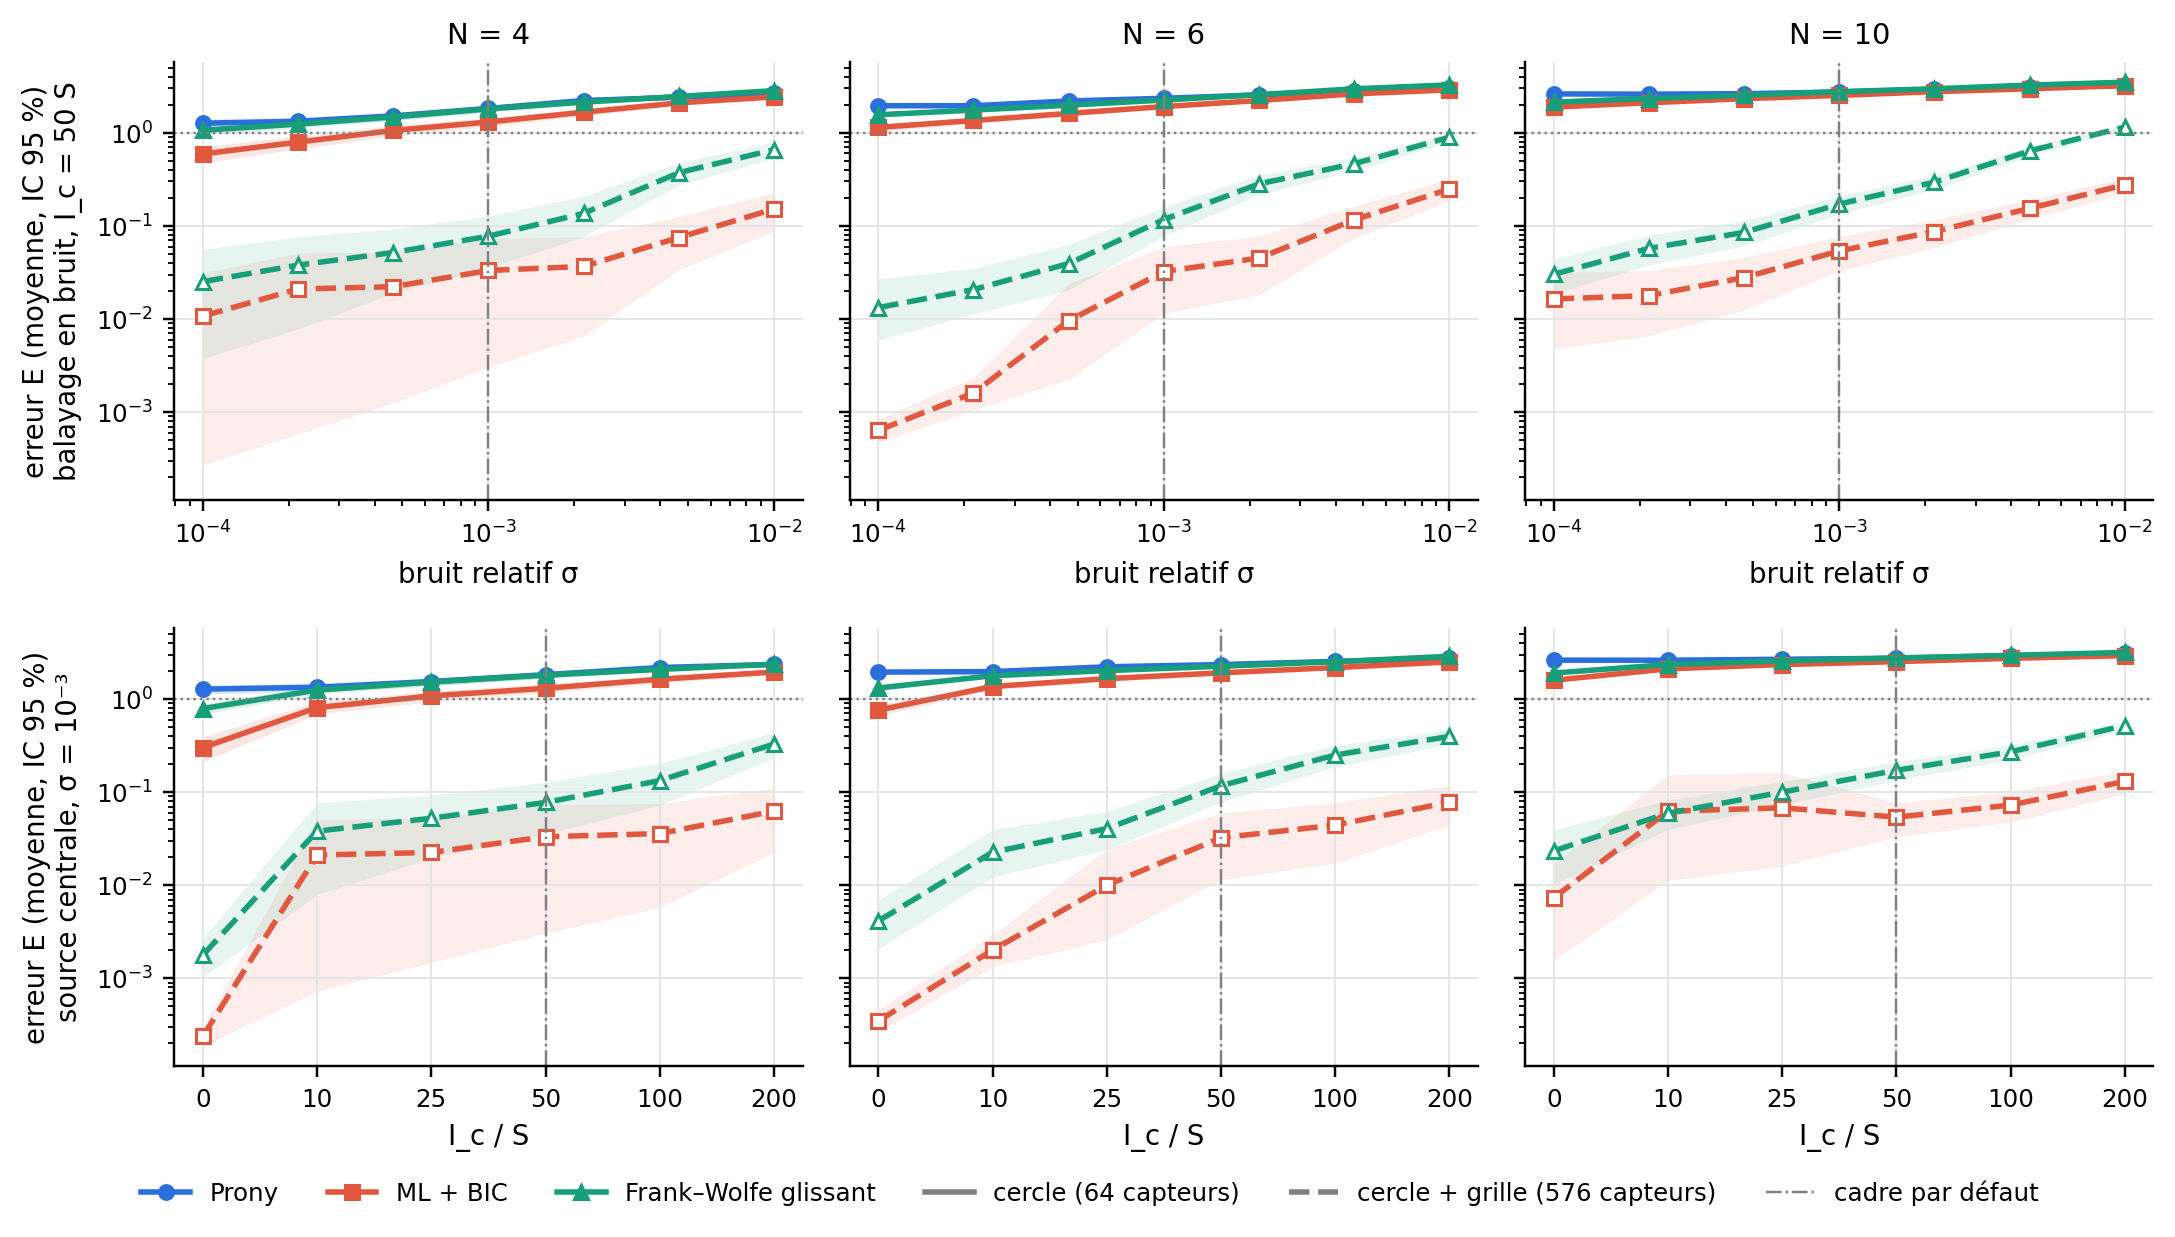 N = 4
N = 6
N = 10
erreur E (moyenne, IC 95 %)
balayage en bruit, I_c = 50 S
10⁰
10⁻¹
10⁻²
10⁻³
10⁻⁴ 10⁻³ 10⁻²
10⁻⁴ 10⁻³ 10⁻²
10⁻⁴ 10⁻³ 10⁻²
bruit relatif σ
bruit relatif σ
bruit relatif σ
erreur E (moyenne, IC 95 %)
source centrale, σ = 10⁻³
10⁰
10⁻¹
10⁻²
10⁻³
0 10 25 50 100 200
0 10 25 50 100 200
0 10 25 50 100 200
I_c / S
I_c / S
I_c / S
Prony ML + BIC Frank–Wolfe glissant cercle (64 capteurs) cercle + grille (576 capteurs) cadre par défaut